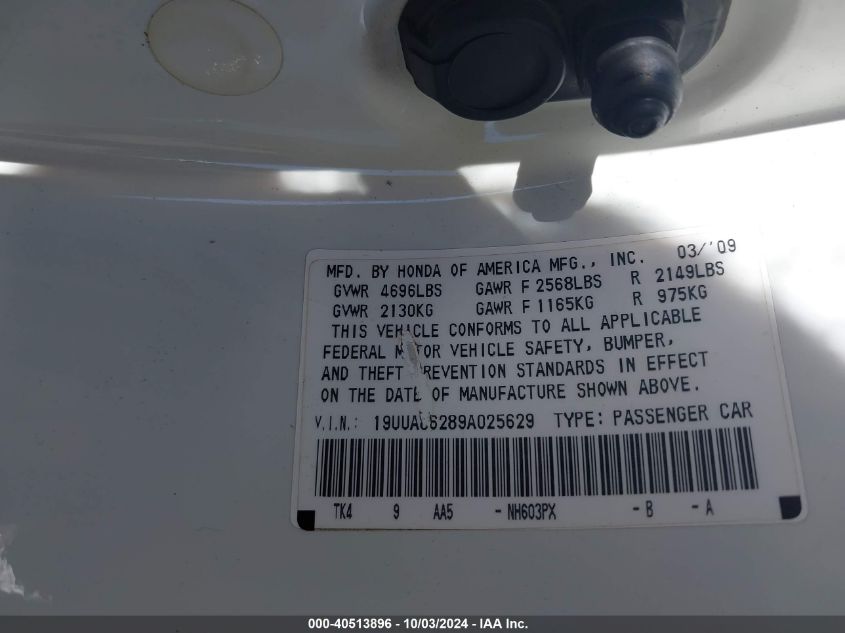 MFD. BY HONDA OF AMERICA MFG., INC. 03/'09
GVWR 4696LBS GAWR F 2568LBS R 2149LBS
GVWR 2130KG GAWR F 1165KG R 975KG
THIS VEHICLE CONFORMS TO ALL APPLICABLE
FEDERAL MOTOR VEHICLE SAFETY, BUMPER,
AND THEFT PREVENTION STANDARDS IN EFFECT
ON THE DATE OF MANUFACTURE SHOWN ABOVE.
V.I.N.: 19UUA86289A025629 TYPE: PASSENGER CAR
TK4 9 AA5 -NH603PX -B -A
000-40513896 - 10/03/2024 - IAA Inc.